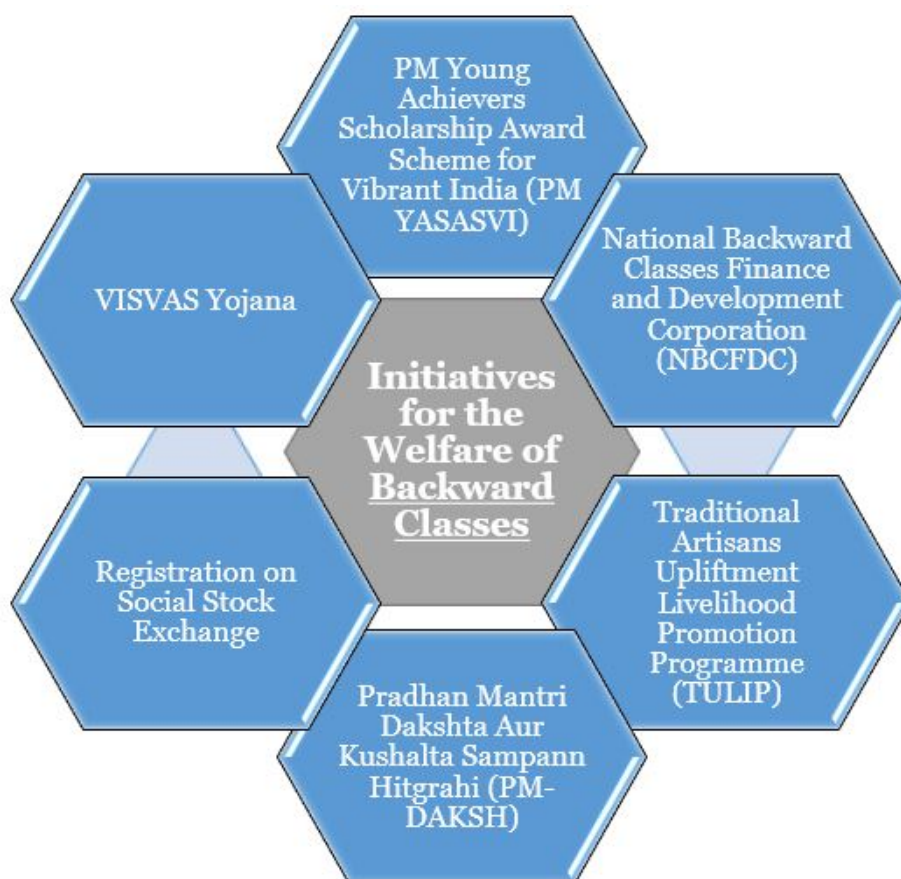 PM Young
Achievers
Scholarship Award
Scheme for
Vibrant India (PM
YASASVI)
National Backward
Classes Finance
and Development
Corporation
(NBCFDC)
Traditional
Artisans
Upliftment
Livelihood
Promotion
Programme
(TULIP)
Pradhan Mantri
Dakshta Aur
Kushalta Sampann
Hitgrahi (PM-
DAKSH)
Registration on
Social Stock
Exchange
VISVAS Yojana
Initiatives
for the
Welfare of
Backward
Classes